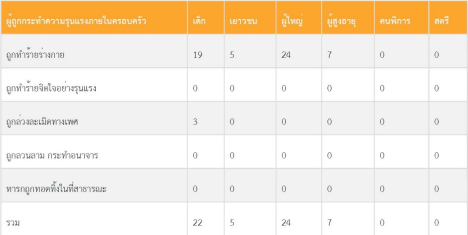 ผู้ถูกกระทำความรุนแรงภายในครอบครัว เด็ก เยาวชน ผู้ใหญ่ ผู้สูงอายุ คนพิการ สตรี
ถูกทำร้ายร่างกาย 19 5 24 7 0 0
ถูกทำร้ายจิตใจอย่างรุนแรง 0 0 0 0 0 0
ถูกล่วงละเมิดทางเพศ 3 0 0 0 0 0
ถูกลวนลาม กระทำอนาจาร 0 0 0 0 0 0
ทารกถูกทอดทิ้งในที่สาธารณะ 0 0 0 0 0 0
รวม 22 5 24 7 0 0